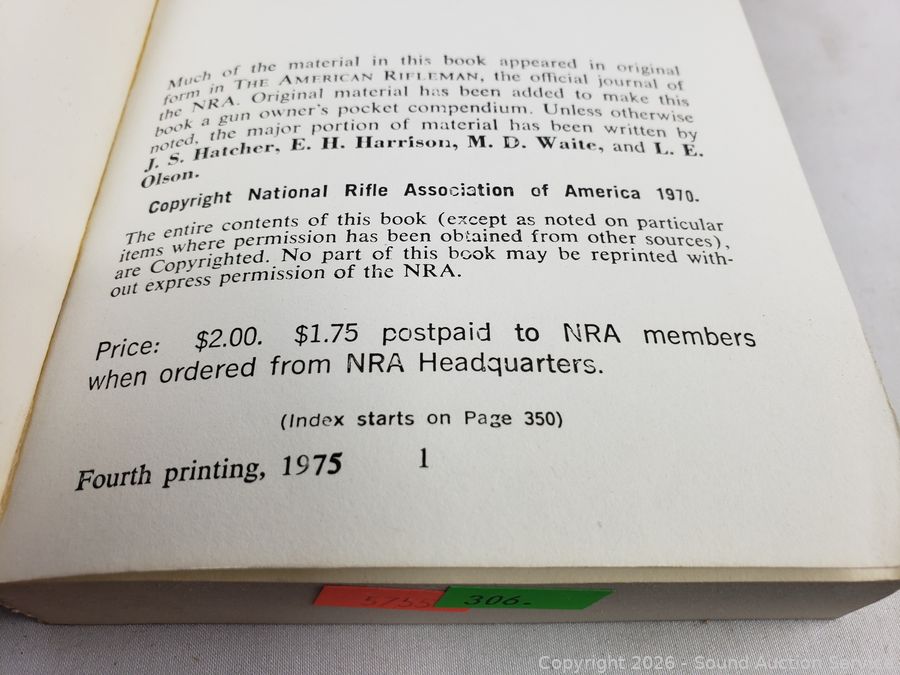 Much of the material in this book appeared in original
form in THE AMERICAN RIFLEMAN, the official journal of
the NRA. Original material has been added to make this
book a gun owner's pocket compendium. Unless otherwise
noted, the major portion of material has been written by
J. S. Hatcher, E. H. Harrison, M. D. Waite, and L. E.
Olson.
Copyright National Rifle Association of America 1970.
The entire contents of this book (except as noted on particular
items where permission has been obtained from other sources),
are Copyrighted. No part of this book may be reprinted with-
out express permission of the NRA.
Price: $2.00. $1.75 postpaid to NRA members
when ordered from NRA Headquarters.
(Index starts on Page 350)
Fourth printing, 1975 1
5755 306.
Copyright 2026 - Sound Auction Service